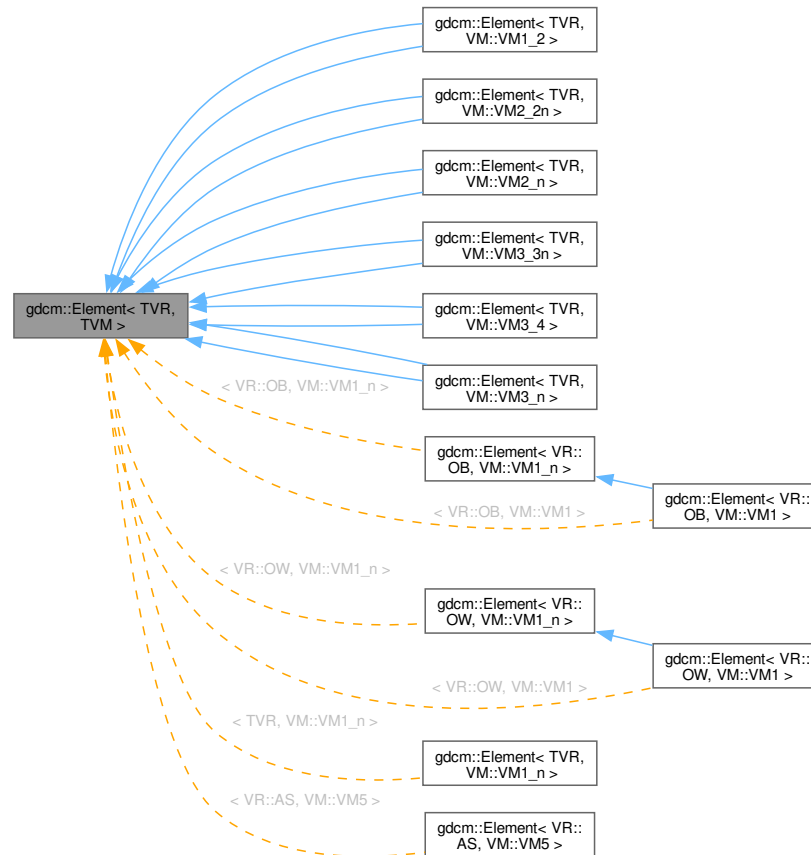 gdcm::Element< TVR,
VM::VM1_2 >
gdcm::Element< TVR,
VM::VM2_2n >
gdcm::Element< TVR,
VM::VM2_n >
gdcm::Element< TVR,
VM::VM3_3n >
gdcm::Element< TVR,
TVM >
gdcm::Element< TVR,
VM::VM3_4 >
gdcm::Element< TVR,
VM::VM3_n >
< VR::OB, VM::VM1_n >
gdcm::Element< VR::
OB, VM::VM1_n >
gdcm::Element< VR::
OB, VM::VM1 >
< VR::OB, VM::VM1 >
< VR::OW, VM::VM1_n >
gdcm::Element< VR::
OW, VM::VM1_n >
gdcm::Element< VR::
OW, VM::VM1 >
< VR::OW, VM::VM1 >
< TVR, VM::VM1_n >
gdcm::Element< TVR,
VM::VM1_n >
< VR::AS, VM::VM5 >
gdcm::Element< VR::
AS, VM::VM5 >